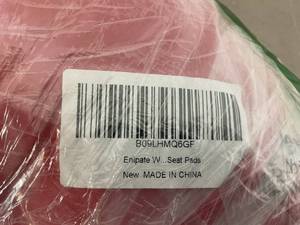 B09LHMQ6GF
Enipate W...Seat Pads
New MADE IN CHINA